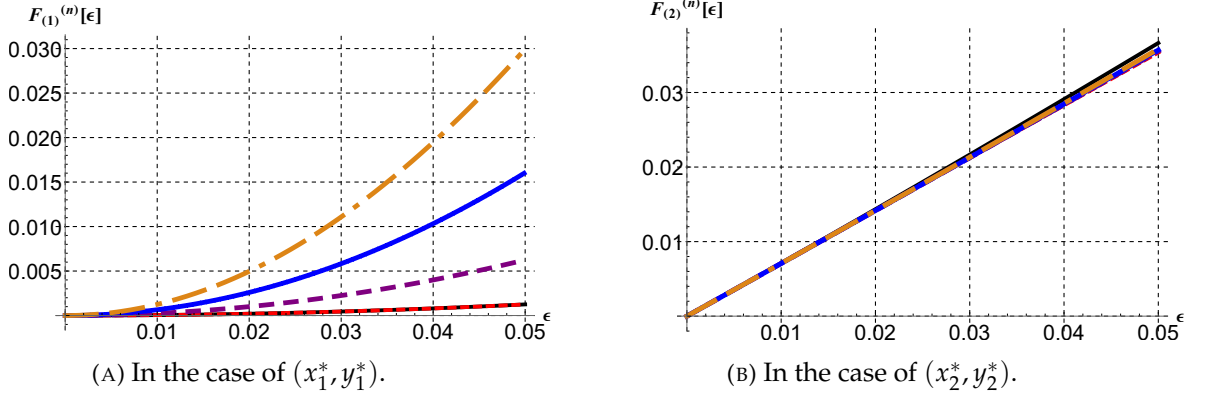 F(1)^(n)[ϵ]
0.030
0.025
0.020
0.015
0.010
0.005
0.01 0.02 0.03 0.04 0.05 ϵ
(A) In the case of (x₁*, y₁*).
F(2)^(n)[ϵ]
0.03
0.02
0.01
0.01 0.02 0.03 0.04 0.05 ϵ
(B) In the case of (x₂*, y₂*).